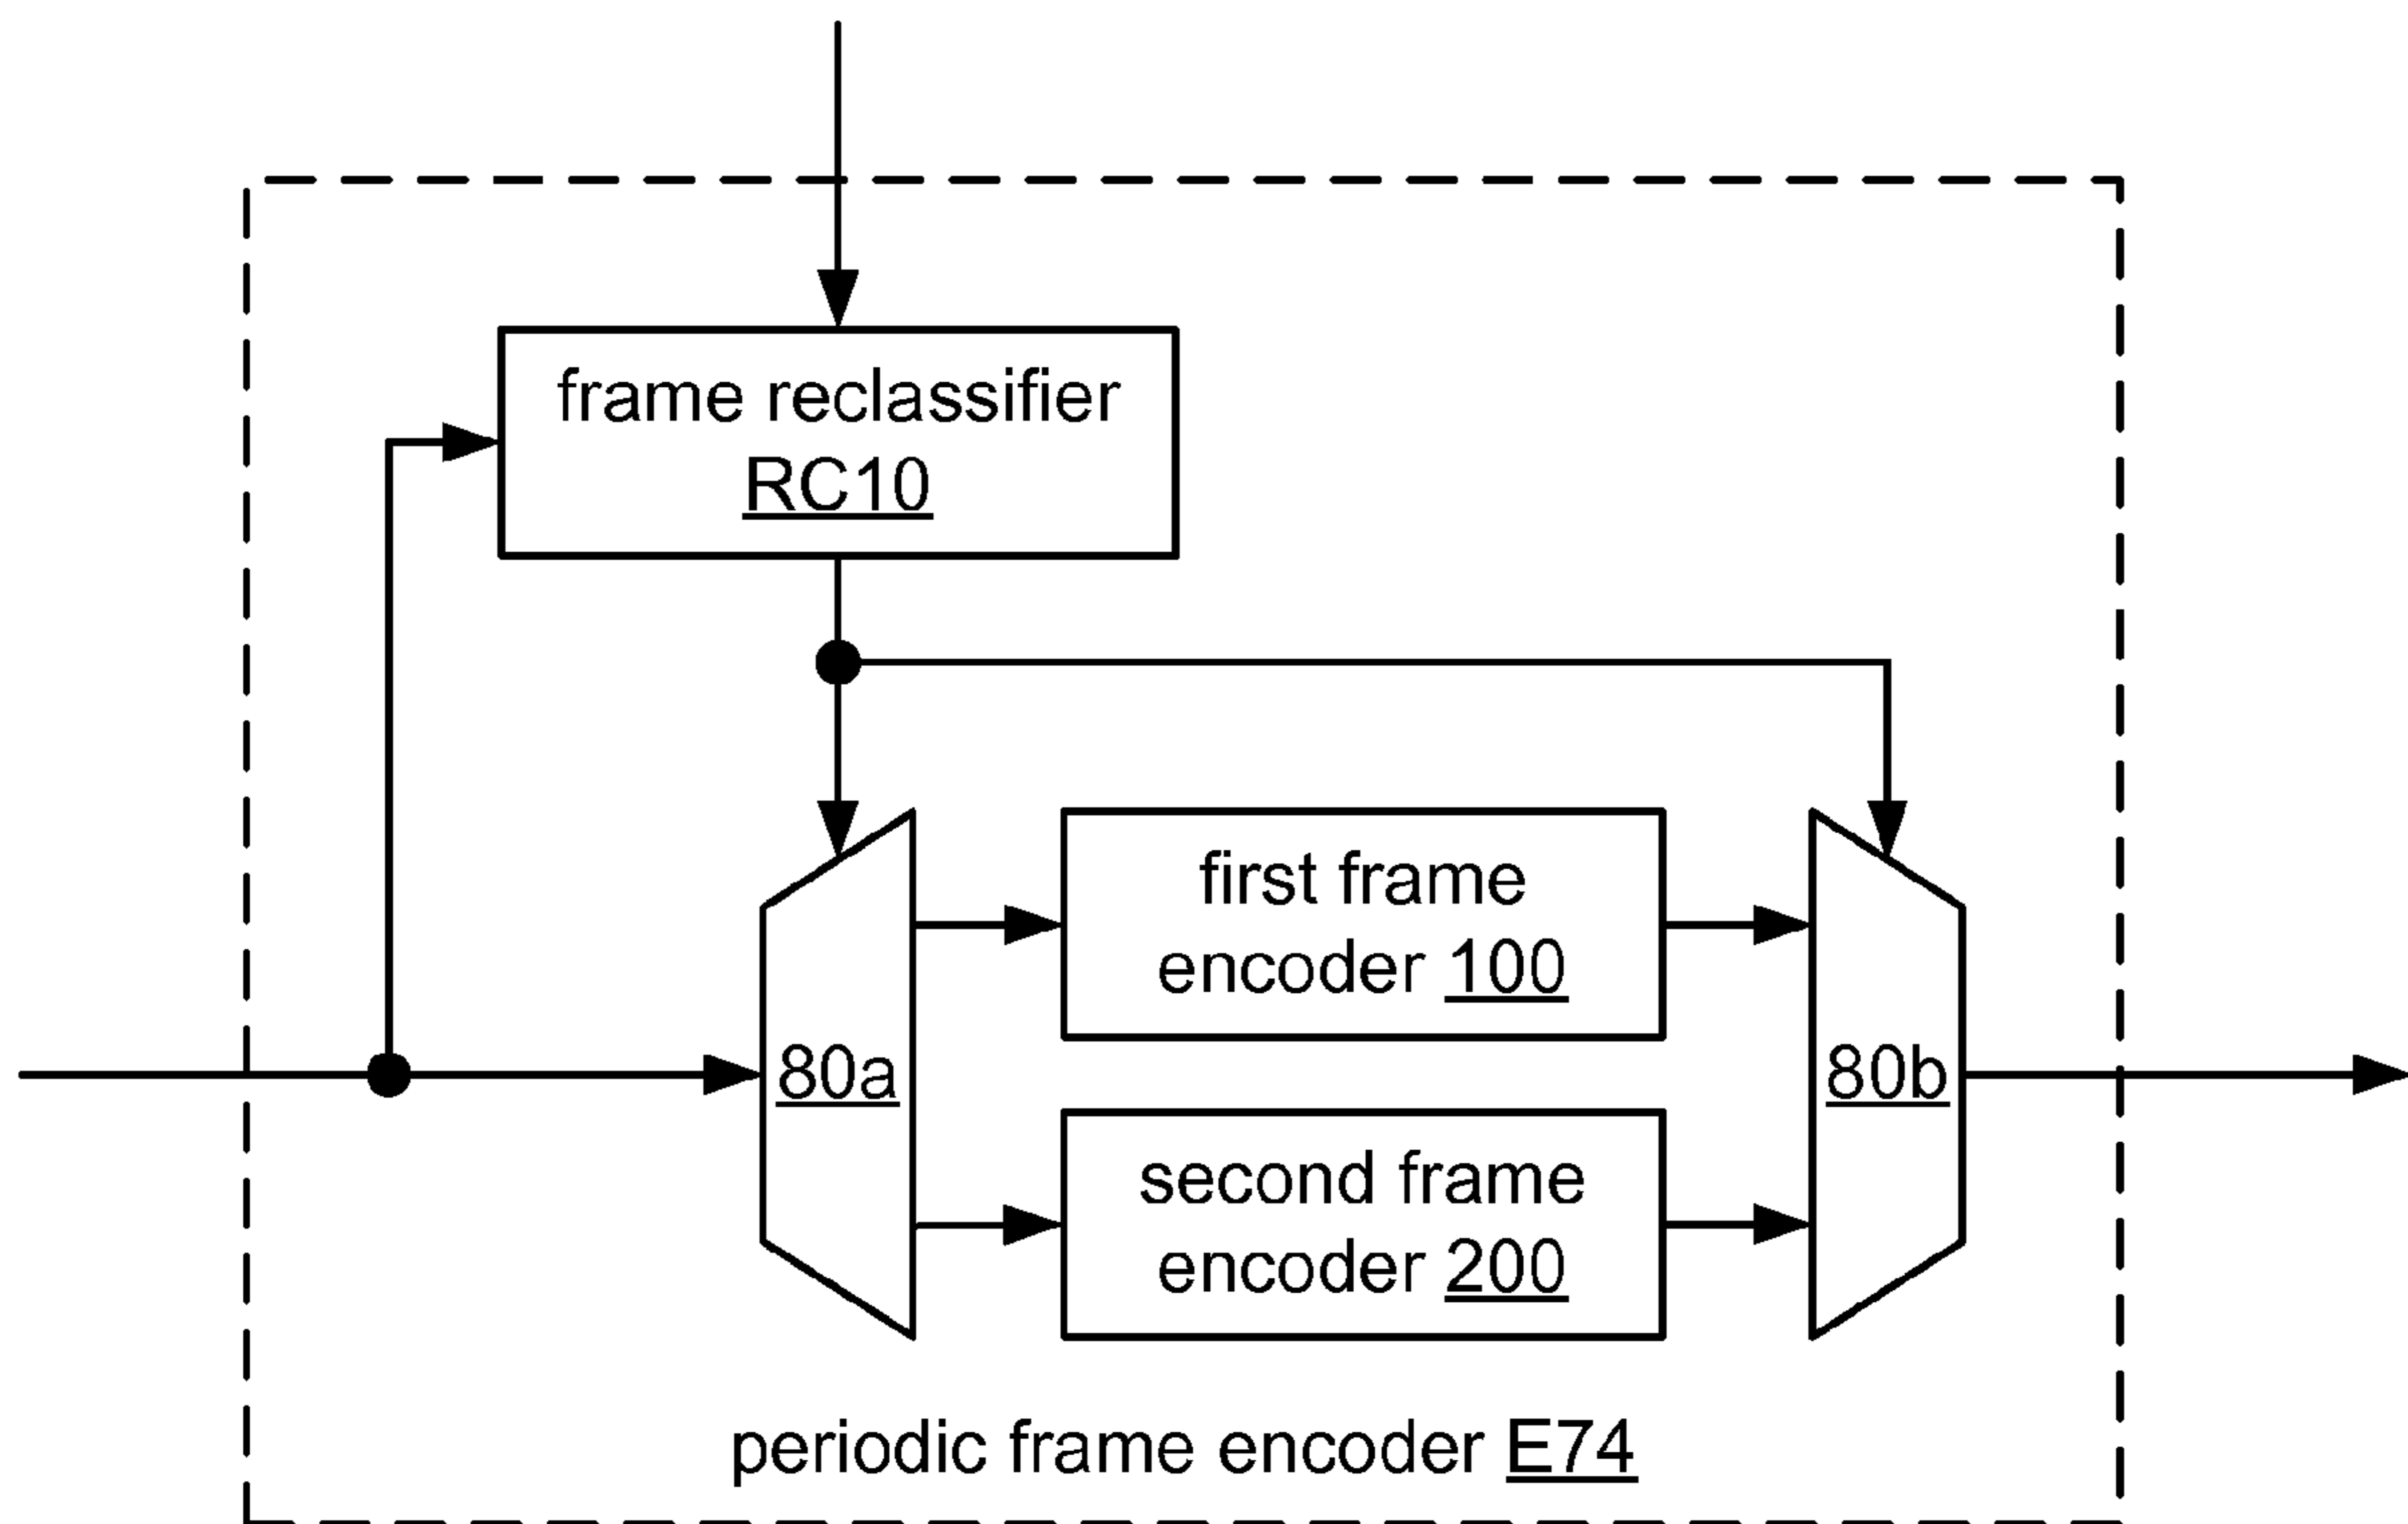 frame reclassifier
RC10
first frame
encoder 100
80a
80b
second frame
encoder 200
periodic frame encoder E74